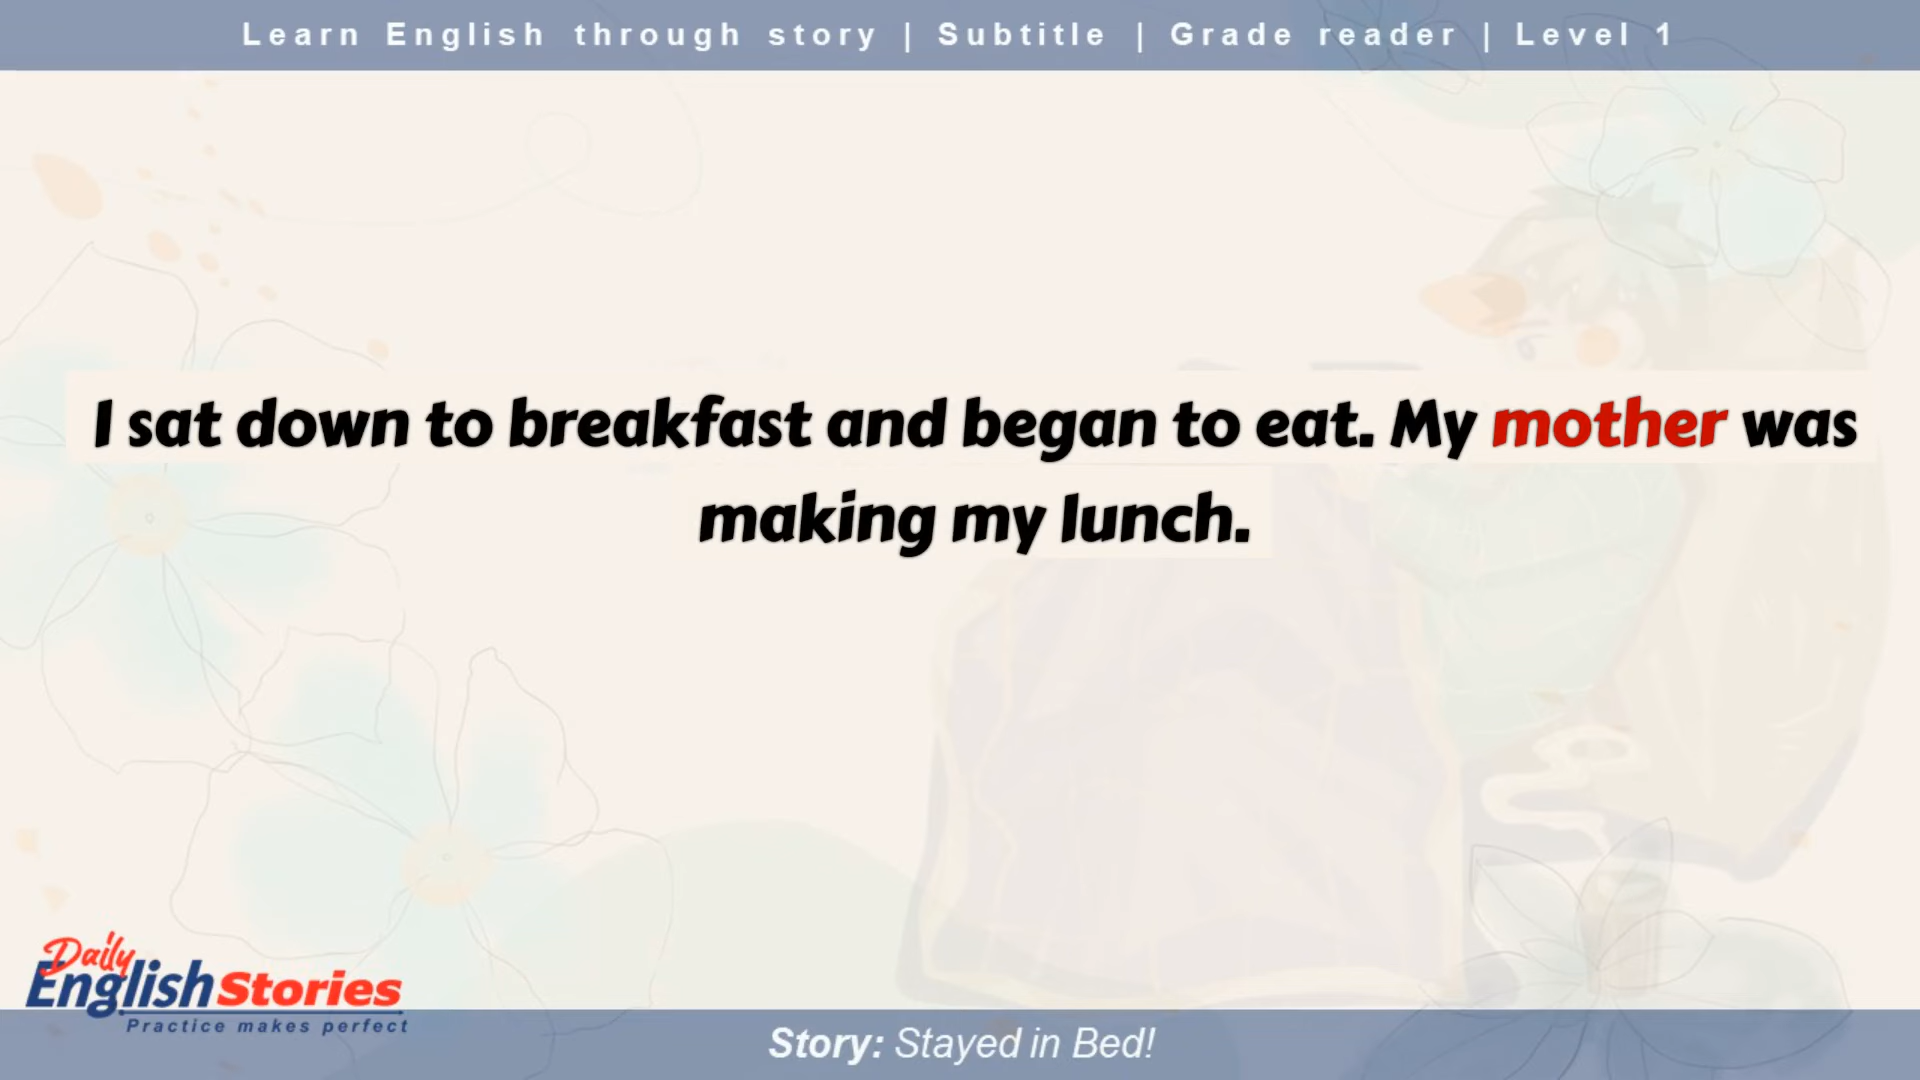 Learn English through story | Subtitle | Grade reader | Level 1
I sat down to breakfast and began to eat. My mother was
making my lunch.
Daily
English Stories
Practice makes perfect
Story: Stayed in Bed!